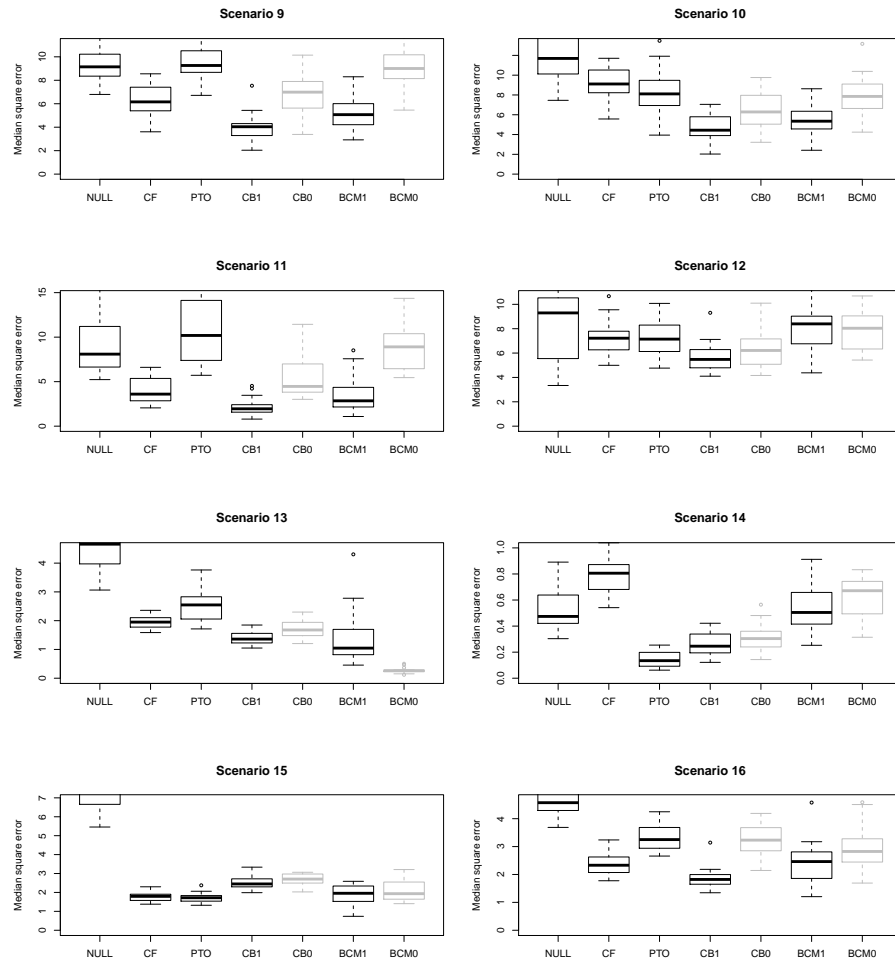 Scenario 9
Median square error
0 2 4 6 8 10
NULL CF PTO CB1 CB0 BCM1 BCM0
Scenario 10
Median square error
0 2 4 6 8 10
NULL CF PTO CB1 CB0 BCM1 BCM0
Scenario 11
Median square error
0 5 10 15
NULL CF PTO CB1 CB0 BCM1 BCM0
Scenario 12
Median square error
0 2 4 6 8 10
NULL CF PTO CB1 CB0 BCM1 BCM0
Scenario 13
Median square error
0 1 2 3 4
NULL CF PTO CB1 CB0 BCM1 BCM0
Scenario 14
Median square error
0.0 0.2 0.4 0.6 0.8 1.0
NULL CF PTO CB1 CB0 BCM1 BCM0
Scenario 15
Median square error
0 1 2 3 4 5 6 7
NULL CF PTO CB1 CB0 BCM1 BCM0
Scenario 16
Median square error
0 1 2 3 4
NULL CF PTO CB1 CB0 BCM1 BCM0